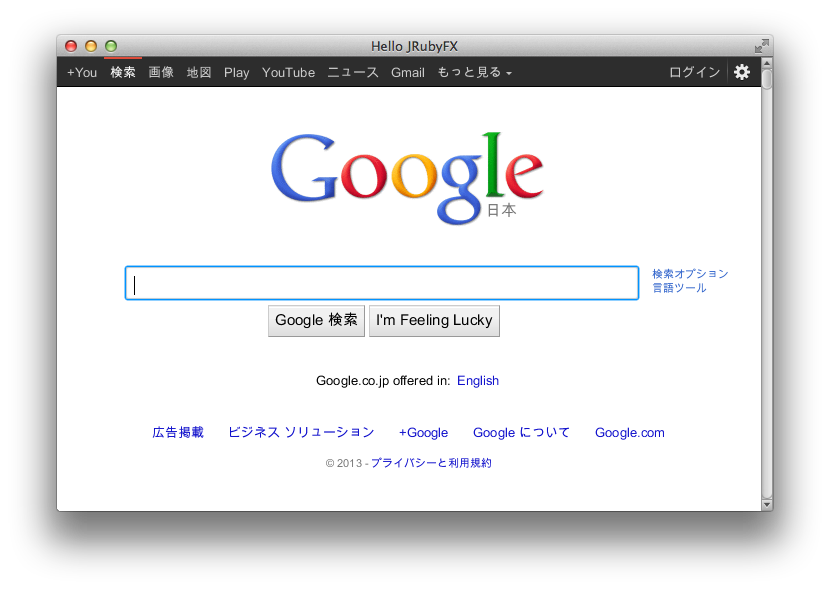 Hello JRubyFX
+You 検索 画像 地図 Play YouTube ニュース Gmail もっと見る ログイン
Google
日本
検索オプション
言語ツール
Google 検索 I'm Feeling Lucky
Google.co.jp offered in: English
広告掲載 ビジネス ソリューション +Google Google について Google.com
© 2013 - プライバシーと利用規約